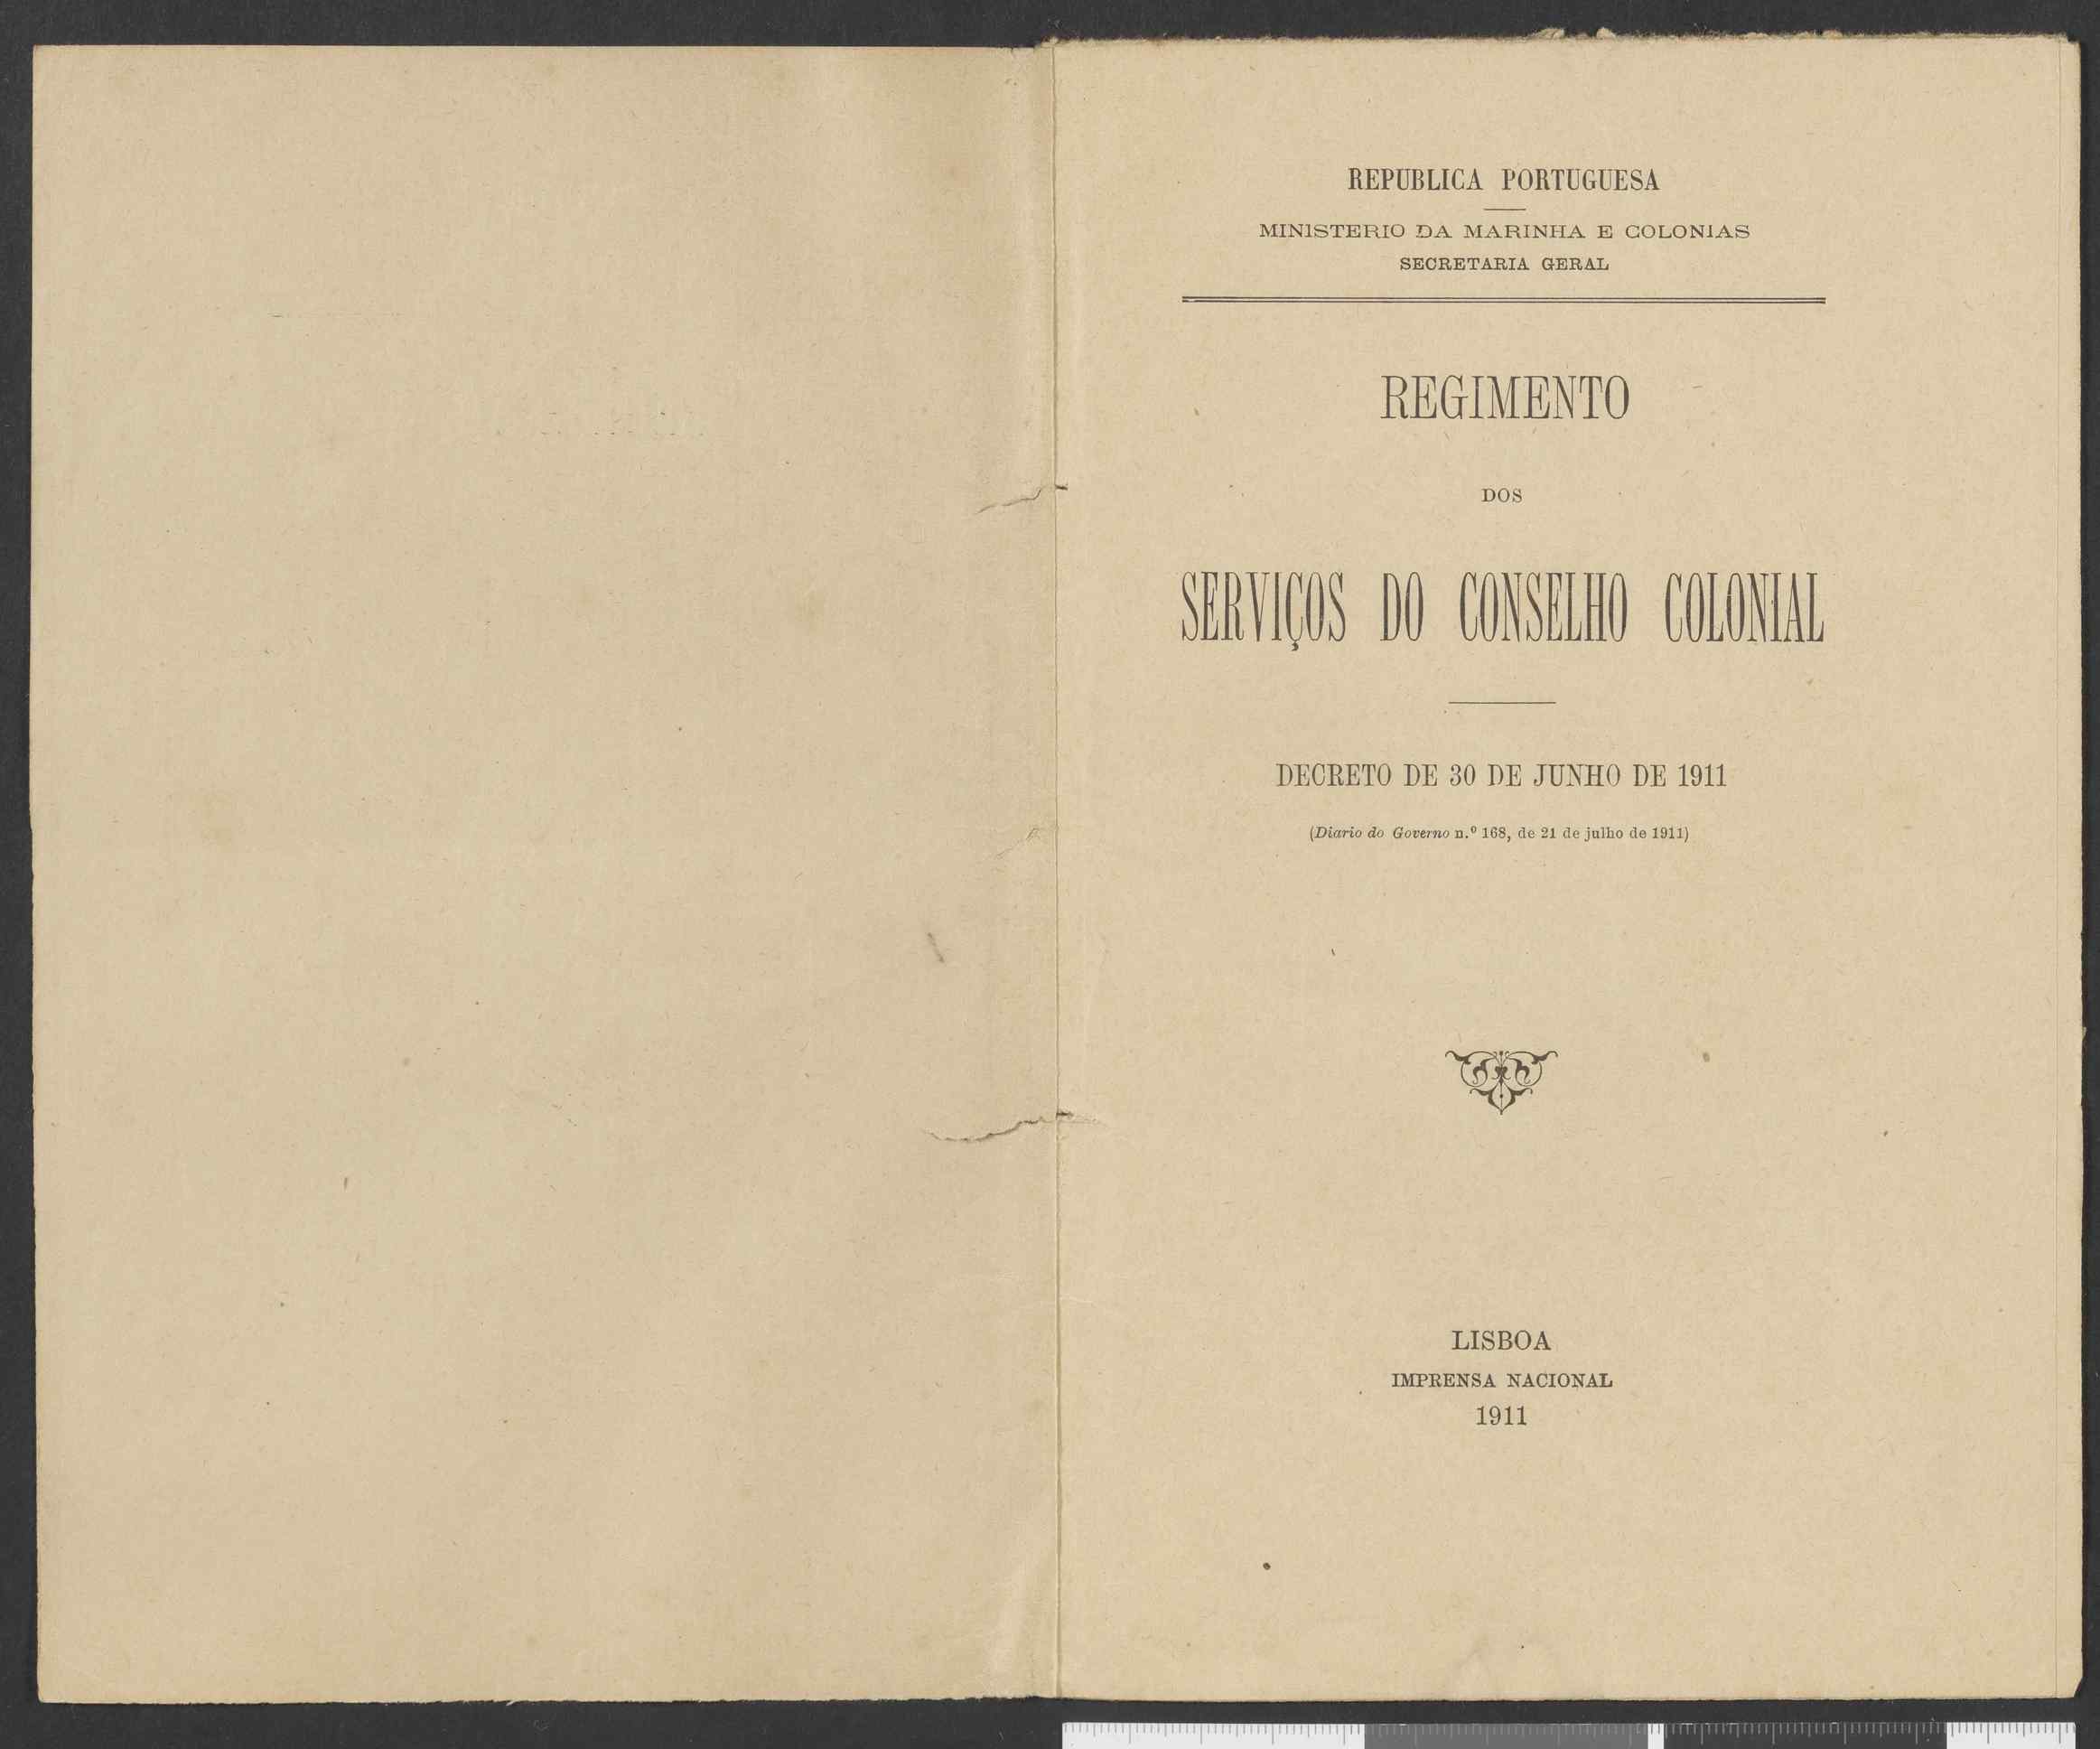 REPUBLICA PORTUGUESA
MINISTERIO DA MARINHA E COLONIAS
SECRETARIA GERAL
REGIMENTO
DOS
SERVIÇOS DO CONSELHO COLONIAL
DECRETO DE 30 DE JUNHO DE 1911
(Diario do Governo n.º 168, de 21 de julho de 1911)
LISBOA
IMPRENSA NACIONAL
1911